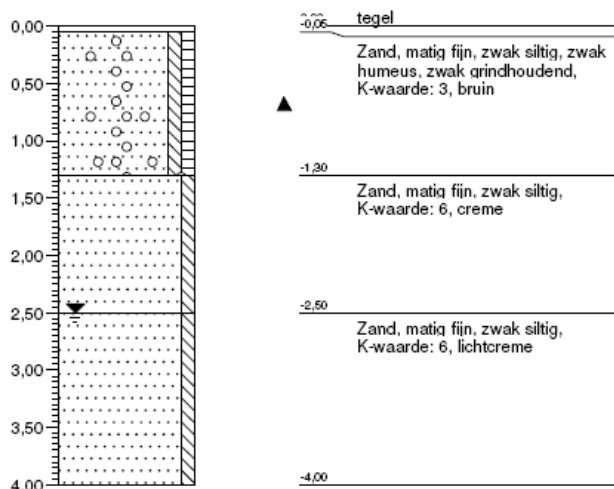 0,00
0,50
1,00
1,50
2,00
2,50
3,00
3,50
4,00
0,00
-0,05
tegel
Zand, matig fijn, zwak siltig, zwak
humeus, zwak grindhoudend,
K-waarde: 3, bruin
-1,30
Zand, matig fijn, zwak siltig,
K-waarde: 6, creme
-2,50
Zand, matig fijn, zwak siltig,
K-waarde: 6, lichtcreme
-4,00